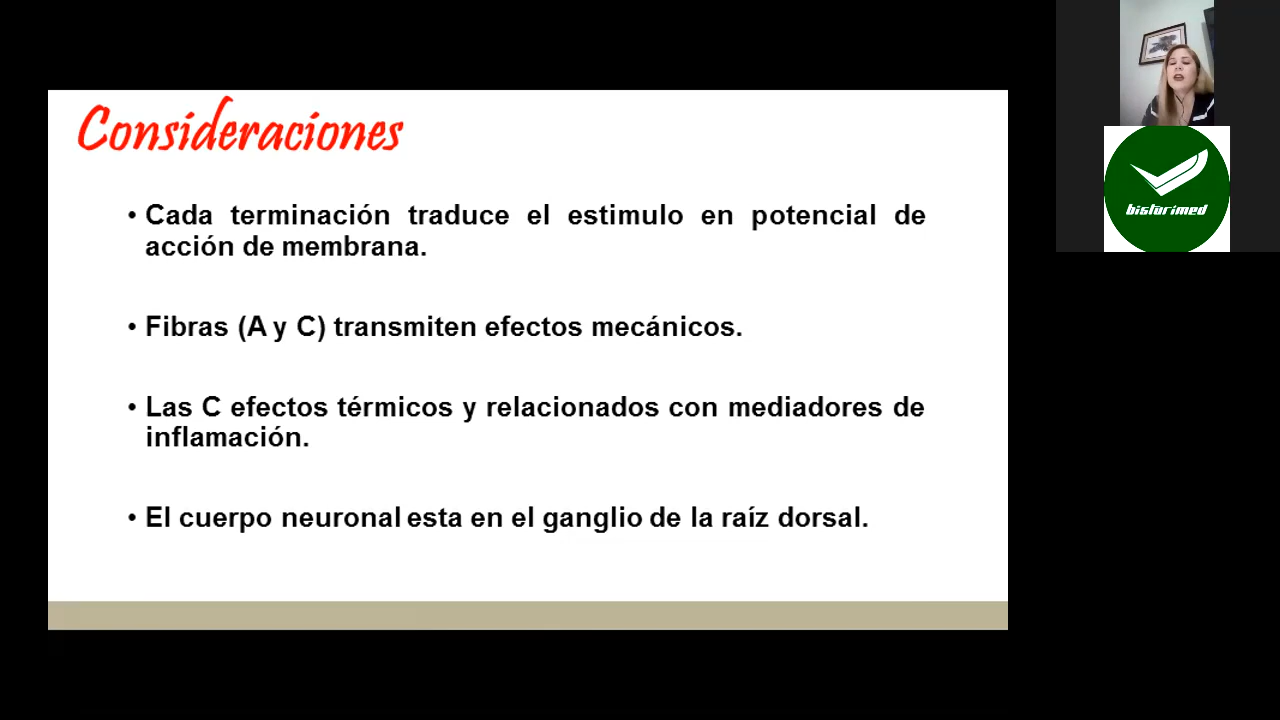 Consideraciones
• Cada terminación traduce el estimulo en potencial de
acción de membrana.
• Fibras (A y C) transmiten efectos mecánicos.
• Las C efectos térmicos y relacionados con mediadores de
inflamación.
• El cuerpo neuronal esta en el ganglio de la raíz dorsal.
bisturimed